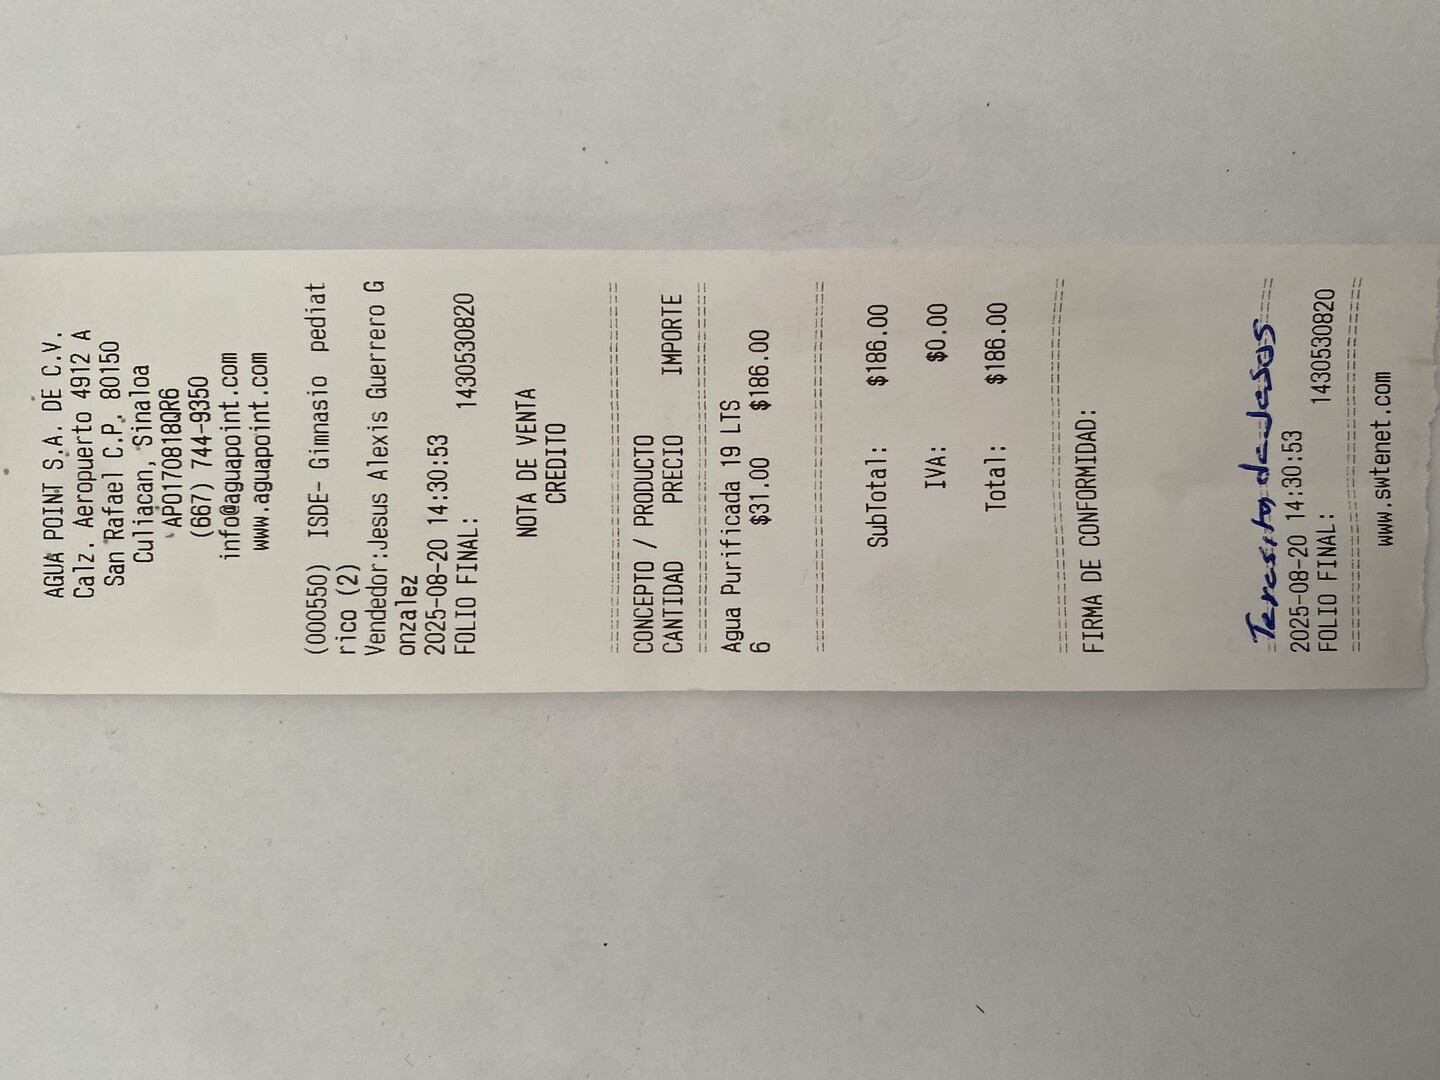 AGUA POINT S.A. DE C.V.
Calz. Aeropuerto 4912 A
San Rafael C.P. 80150
Culiacan, Sinaloa
APO170818QR6
(667) 744-9350
info@aguapoint.com
www.aguapoint.com
(000550) ISDE- Gimnasio pediat
rico (2)
Vendedor:Jesus Alexis Guerrero G
onzalez
2025-08-20 14:30:53
FOLIO FINAL: 1430530820
NOTA DE VENTA
CREDITO
CONCEPTO / PRODUCTO
CANTIDAD PRECIO IMPORTE
Agua Purificada 19 LTS
6 $31.00 $186.00
SubTotal: $186.00
IVA: $0.00
Total: $186.00
FIRMA DE CONFORMIDAD:
Teresita de Jesus
2025-08-20 14:30:53
FOLIO FINAL: 1430530820
www.swtenet.com